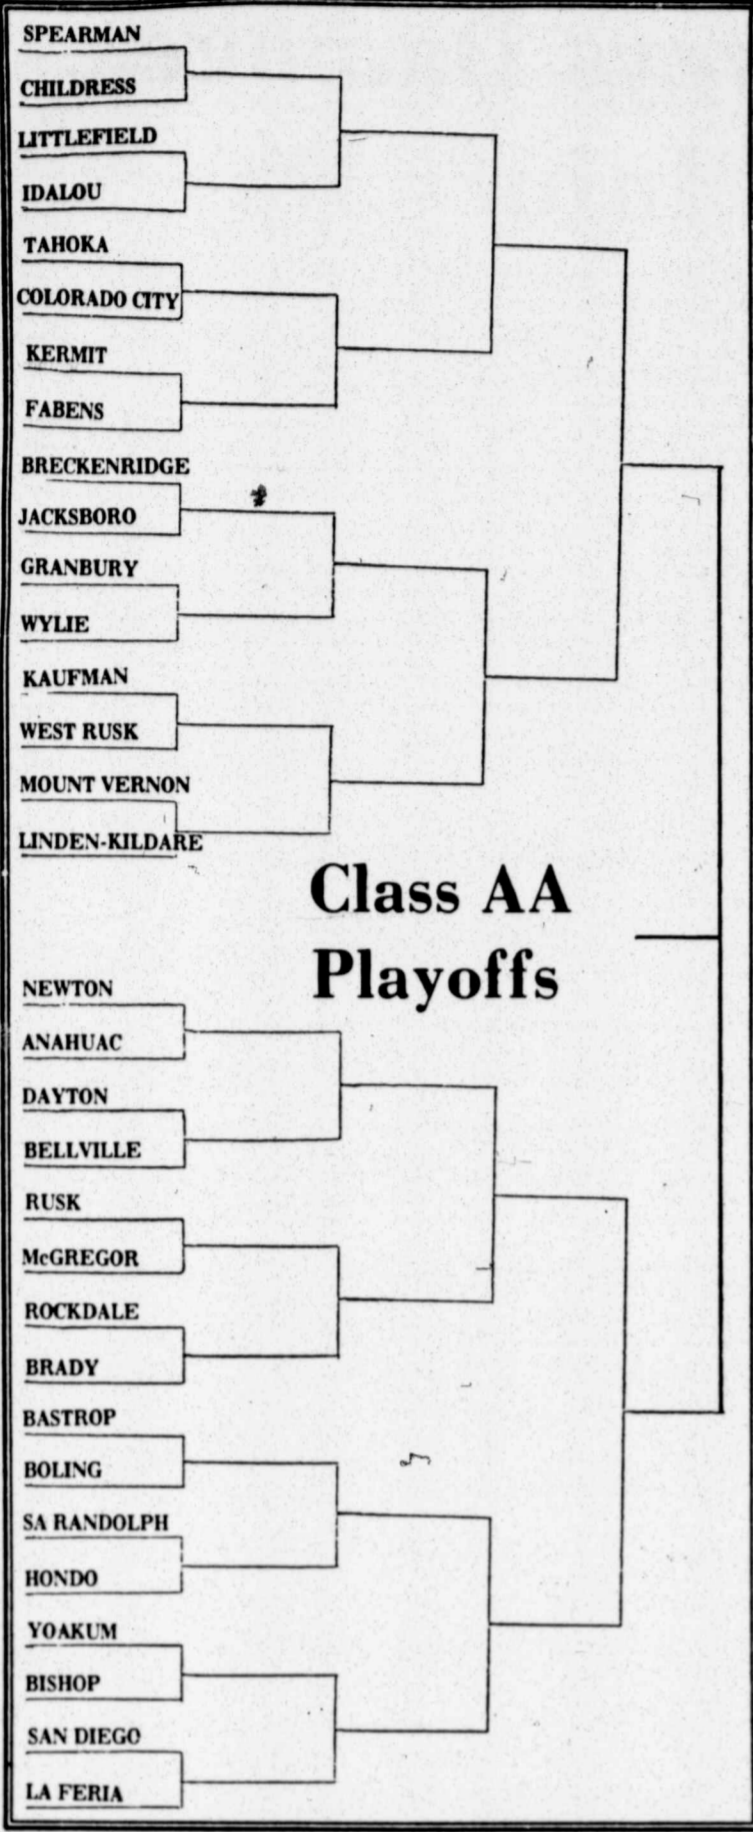 SPEARMAN
CHILDRESS
LITTLEFIELD
IDALOU
TAHOKA
COLORADO CITY
KERMIT
FABENS
BRECKENRIDGE
JACKSBORO
GRANBURY
WYLIE
KAUFMAN
WEST RUSK
MOUNT VERNON
LINDEN-KILDARE
Class AA
Playoffs
NEWTON
ANAHUAC
DAYTON
BELLVILLE
RUSK
McGREGOR
ROCKDALE
BRADY
BASTROP
BOLING
SA RANDOLPH
HONDO
YOAKUM
BISHOP
SAN DIEGO
LA FERIA